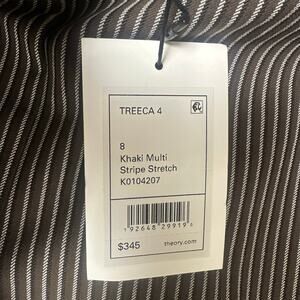 TREECA 4
8
Khaki Multi
Stripe Stretch
K0104207
1 92648 29919 6
$345
theory.com